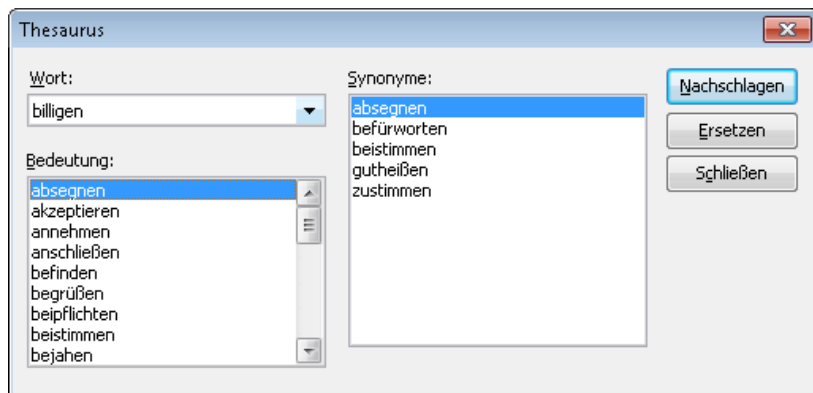 Thesaurus
Wort:
billigen
Bedeutung:
absegnen
akzeptieren
annehmen
anschließen
befinden
begrüßen
beipflichten
beistimmen
bejahen
Synonyme:
absegnen
befürworten
beistimmen
gutheißen
zustimmen
Nachschlagen
Ersetzen
Schließen